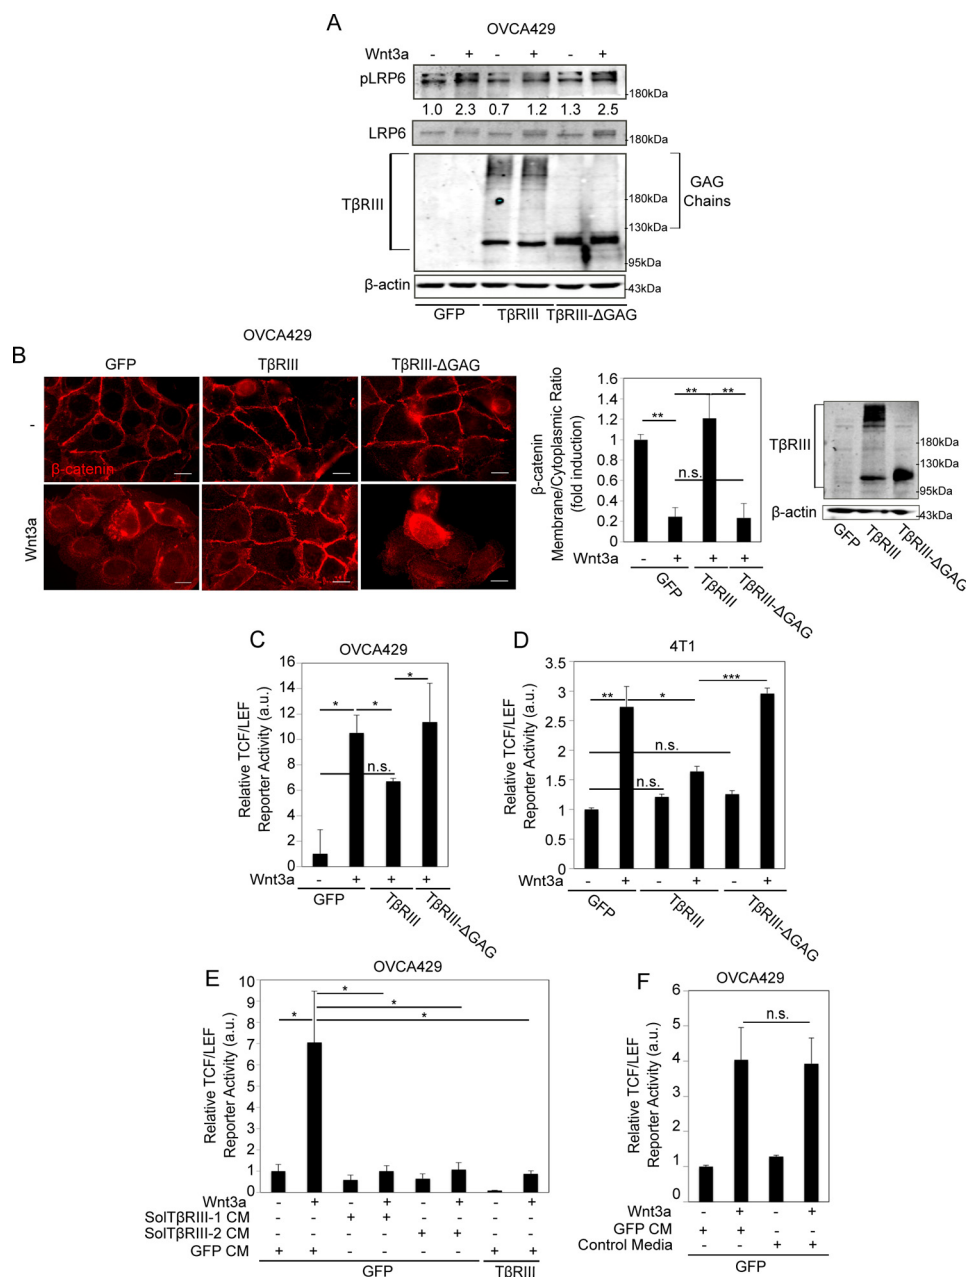 A
OVCA429
Wnt3a - + - + - +
pLRP6
180kDa
1.0 2.3 0.7 1.2 1.3 2.5
LRP6
180kDa
TβRIII
GAG
Chains
180kDa
130kDa
95kDa
β-actin
43kDa
GFP TβRIII TβRIII-ΔGAG
B
OVCA429
GFP TβRIII TβRIII-ΔGAG
-
β-catenin
Wnt3a
β-catenin
Membrane/Cytoplasmic Ratio
(fold induction)
1.6
1.4
1.2
1
0.8
0.6
0.4
0.2
0
** ** **
n.s.
Wnt3a - + + +
GFP TβRIII TβRIII-ΔGAG
TβRIII
180kDa
130kDa
95kDa
β-actin
43kDa
GFP TβRIII TβRIII-ΔGAG
C
OVCA429
Relative TCF/LEF
Reporter Activity (a.u.)
16
14
12
10
8
6
4
2
0
* * *
n.s.
Wnt3a - + + +
GFP TβRIII TβRIII-ΔGAG
D
4T1
Relative TCF/LEF
Reporter Activity (a.u.)
3.5
3
2.5
2
1.5
1
0.5
0
** * ***
n.s.
n.s.
Wnt3a - + - + - +
GFP TβRIII TβRIII-ΔGAG
E
OVCA429
Relative TCF/LEF
Reporter Activity (a.u.)
10
9
8
7
6
5
4
3
2
1
0
* * * *
Wnt3a - + - + - + - +
SolTβRIII-1 CM - - + + - - - -
SolTβRIII-2 CM - - - - + + - -
GFP CM + + - - - - + +
GFP TβRIII
F
OVCA429
Relative TCF/LEF
Reporter Activity (a.u.)
6
5
4
3
2
1
0
n.s.
Wnt3a - + - +
GFP CM + + - -
Control Media - - + +
GFP